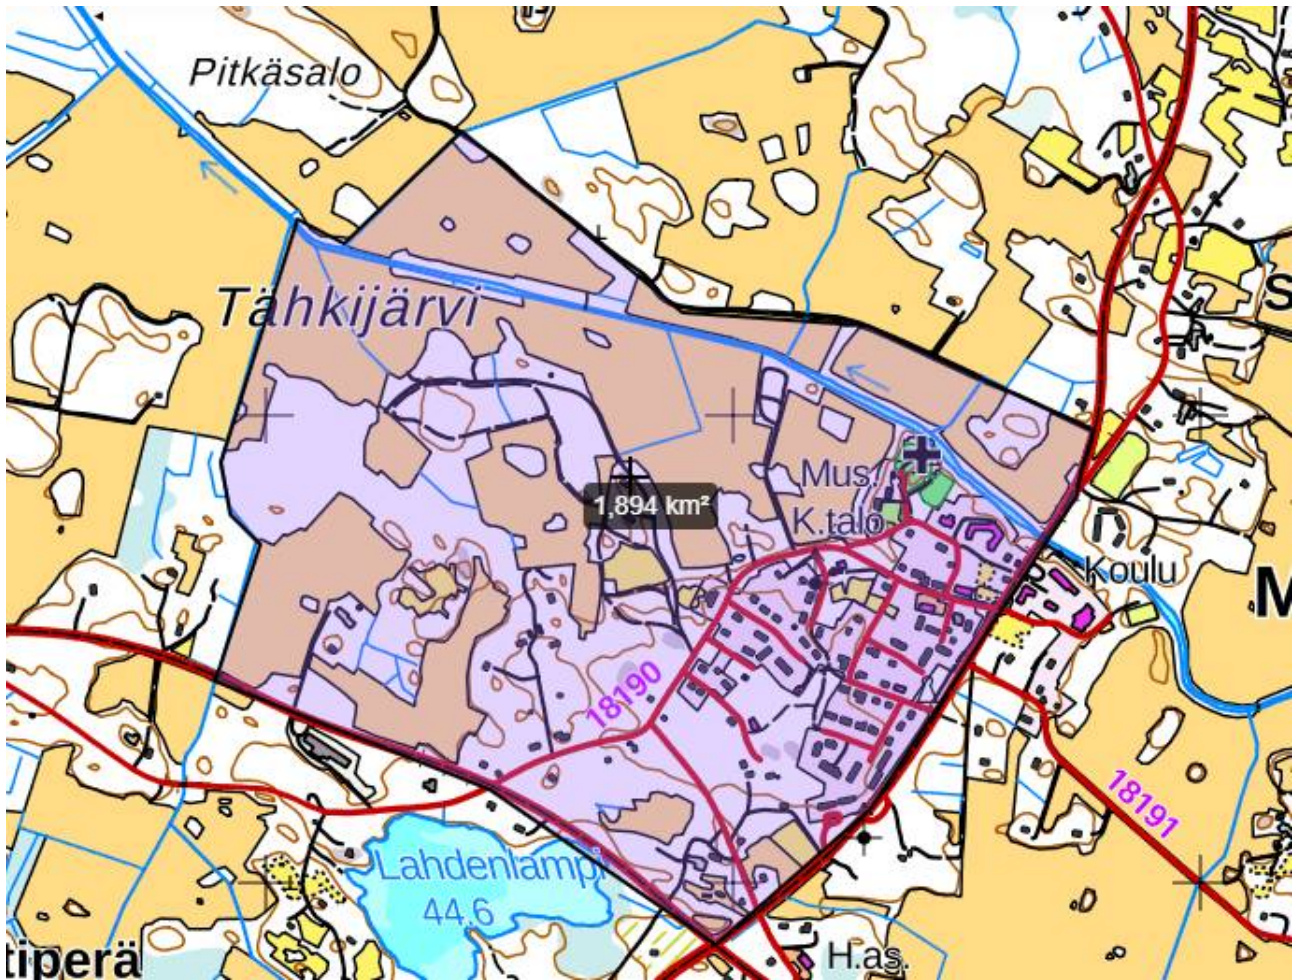 Pitkäsalo
Tähkijärvi
S
Mus.
K.talo
1,894 km²
Koulu
M
18190
18191
Lahdenlampi
44.6
tiperä
H.as.